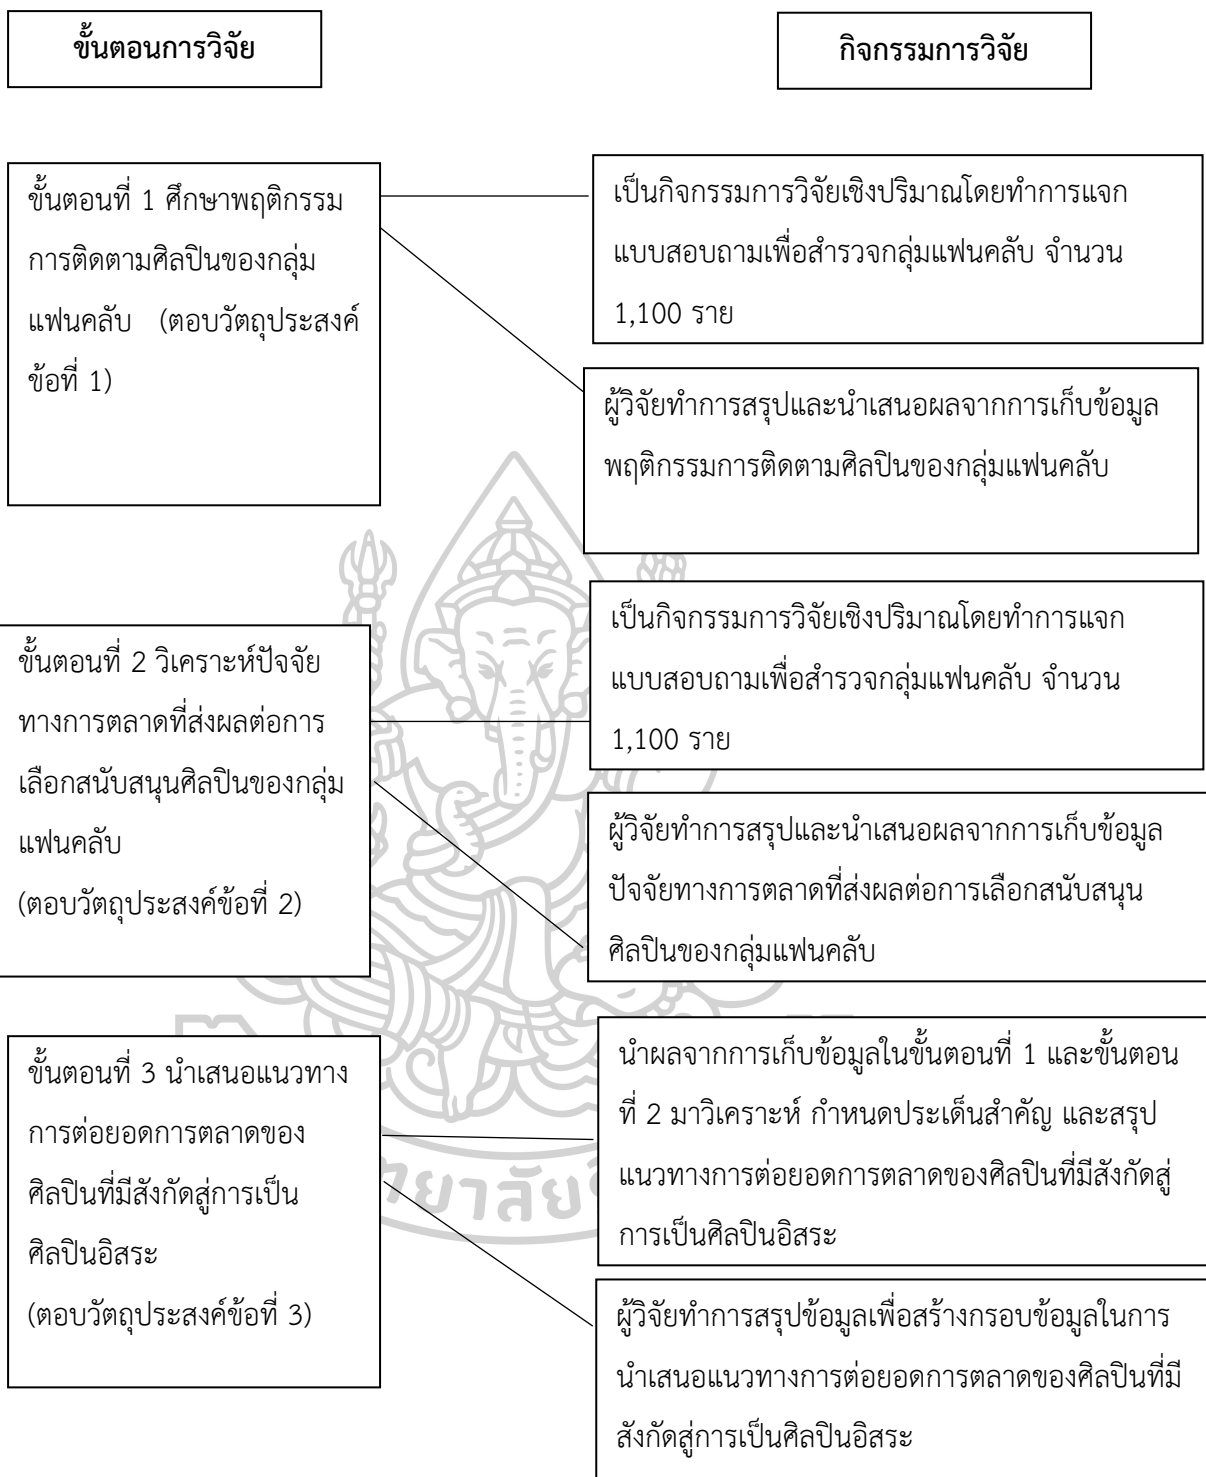 ขั้นตอนการวิจัย
กิจกรรมการวิจัย
ขั้นตอนที่ 1 ศึกษาพฤติกรรม
การติดตามศิลปินของกลุ่ม
แฟนคลับ (ตอบวัตถุประสงค์
ข้อที่ 1)
เป็นกิจกรรมการวิจัยเชิงปริมาณโดยทำการแจก
แบบสอบถามเพื่อสำรวจกลุ่มแฟนคลับ จำนวน
1,100 ราย
ผู้วิจัยทำการสรุปและนำเสนอผลจากการเก็บข้อมูล
พฤติกรรมการติดตามศิลปินของกลุ่มแฟนคลับ
ขั้นตอนที่ 2 วิเคราะห์ปัจจัย
ทางการตลาดที่ส่งผลต่อการ
เลือกสนับสนุนศิลปินของกลุ่ม
แฟนคลับ
(ตอบวัตถุประสงค์ข้อที่ 2)
เป็นกิจกรรมการวิจัยเชิงปริมาณโดยทำการแจก
แบบสอบถามเพื่อสำรวจกลุ่มแฟนคลับ จำนวน
1,100 ราย
ผู้วิจัยทำการสรุปและนำเสนอผลจากการเก็บข้อมูล
ปัจจัยทางการตลาดที่ส่งผลต่อการเลือกสนับสนุน
ศิลปินของกลุ่มแฟนคลับ
ขั้นตอนที่ 3 นำเสนอแนวทาง
การต่อยอดการตลาดของ
ศิลปินที่มีสังกัดสู่การเป็น
ศิลปินอิสระ
(ตอบวัตถุประสงค์ข้อที่ 3)
นำผลจากการเก็บข้อมูลในขั้นตอนที่ 1 และขั้นตอน
ที่ 2 มาวิเคราะห์ กำหนดประเด็นสำคัญ และสรุป
แนวทางการต่อยอดการตลาดของศิลปินที่มีสังกัดสู่
การเป็นศิลปินอิสระ
ผู้วิจัยทำการสรุปข้อมูลเพื่อสร้างกรอบข้อมูลในการ
นำเสนอแนวทางการต่อยอดการตลาดของศิลปินที่มี
สังกัดสู่การเป็นศิลปินอิสระ